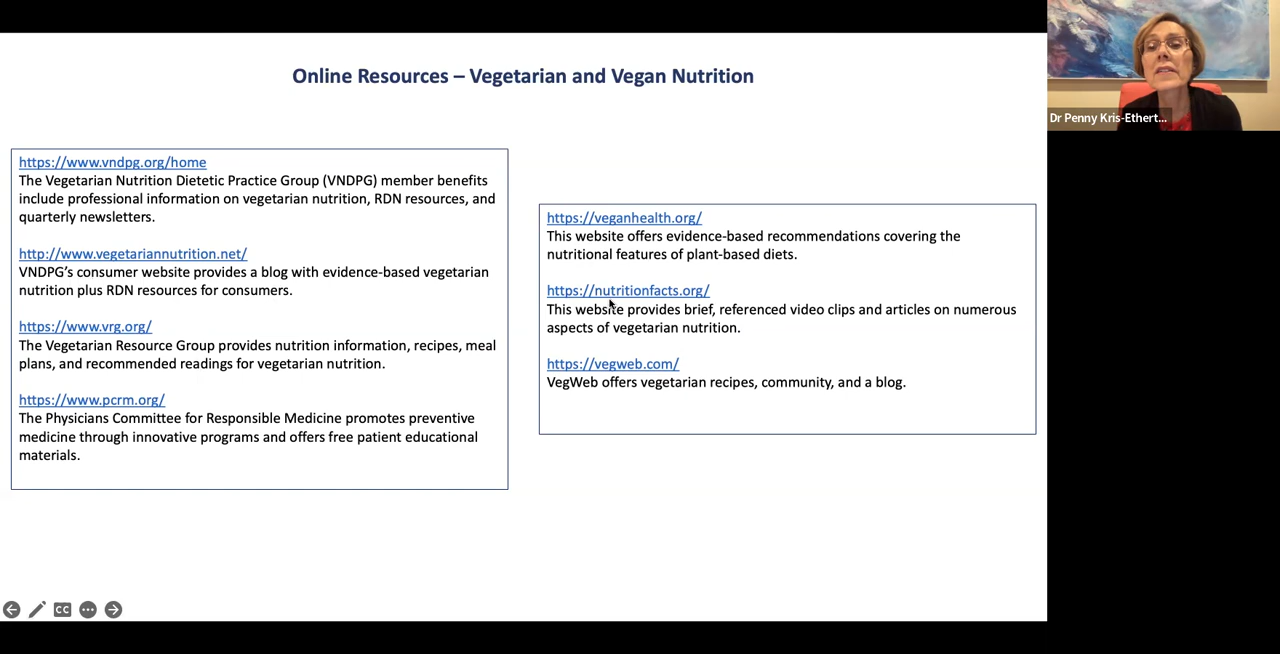 Online Resources – Vegetarian and Vegan Nutrition
https://www.vndpg.org/home
The Vegetarian Nutrition Dietetic Practice Group (VNDPG) member benefits
include professional information on vegetarian nutrition, RDN resources, and
quarterly newsletters.
http://www.vegetariannutrition.net/
VNDPG’s consumer website provides a blog with evidence-based vegetarian
nutrition plus RDN resources for consumers.
https://www.vrg.org/
The Vegetarian Resource Group provides nutrition information, recipes, meal
plans, and recommended readings for vegetarian nutrition.
https://www.pcrm.org/
The Physicians Committee for Responsible Medicine promotes preventive
medicine through innovative programs and offers free patient educational
materials.
https://veganhealth.org/
This website offers evidence-based recommendations covering the
nutritional features of plant-based diets.
https://nutritionfacts.org/
This website provides brief, referenced video clips and articles on numerous
aspects of vegetarian nutrition.
https://vegweb.com/
VegWeb offers vegetarian recipes, community, and a blog.
Dr Penny Kris-Ethert...
CC